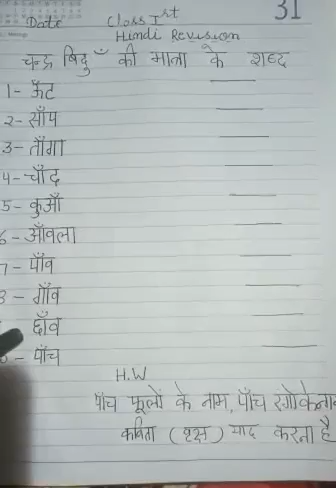 Date Class Ist 31
Hindi Revision
चन्द्र बिंदु ँ की मात्रा के शब्द
1- ऊँट
2- साँप
3- ताँगा
4- चाँद
5- कुआँ
6- आँवला
7- पाँव
8- गाँव
छाँव
पाँच
H.W
पाँच फूलों के नाम, पाँच रंगों के नाम
कविता (वृक्ष) याद करना है